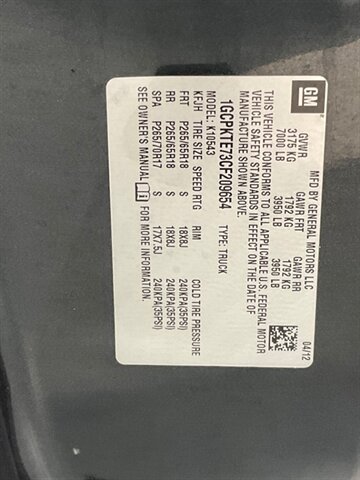 GM
MFD BY GENERAL MOTORS LLC
04/12
GVWR GAWR FRT GAWR RR
3175 KG 1792 KG 1792 KG
7000 LB 3950 LB 3950 LB
THIS VEHICLE CONFORMS TO ALL APPLICABLE U.S. FEDERAL MOTOR
VEHICLE SAFETY STANDARDS IN EFFECT ON THE DATE OF
MANUFACTURE SHOWN ABOVE.
1GCPKTE73CF209654 TYPE: TRUCK
MODEL: K10543
KFJH TIRE SIZE SPEED RTG RIM COLD TIRE PRESSURE
FRT P265/65R18 S 18X8J 240KPA(35PSI)
RR P265/65R18 S 18X8J 240KPA(35PSI)
SPA P265/70R17 S 17X7.5J 240KPA(35PSI)
SEE OWNER'S MANUAL FOR ADDITIONAL INFORMATION.